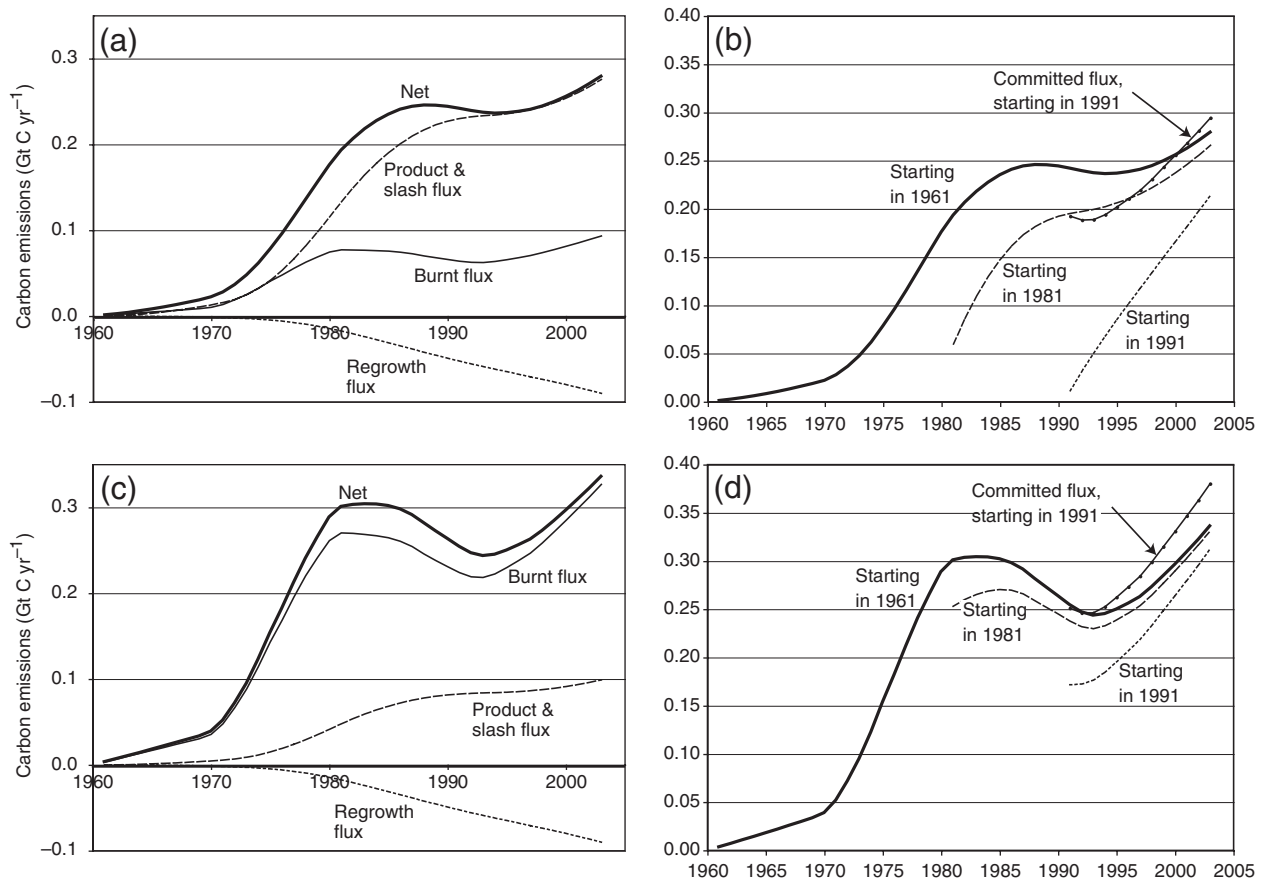 (a)
Carbon emissions (Gt C yr−1)
0.3
0.2
0.1
0.0
−0.1
1960
1970
1980
1990
2000
Net
Product &
slash flux
Burnt flux
Regrowth
flux
(b)
0.40
0.35
0.30
0.25
0.20
0.15
0.10
0.05
0.00
1960
1965
1970
1975
1980
1985
1990
1995
2000
2005
Committed flux,
starting in 1991
Starting
in 1961
Starting
in 1981
Starting
in 1991
(c)
Carbon emissions (Gt C yr−1)
0.3
0.2
0.1
0.0
−0.1
1960
1970
1980
1990
2000
Net
Burnt flux
Product &
slash flux
Regrowth
flux
(d)
0.40
0.35
0.30
0.25
0.20
0.15
0.10
0.05
0.00
1960
1965
1970
1975
1980
1985
1990
1995
2000
2005
Committed flux,
starting in 1991
Starting
in 1961
Starting
in 1981
Starting
in 1991